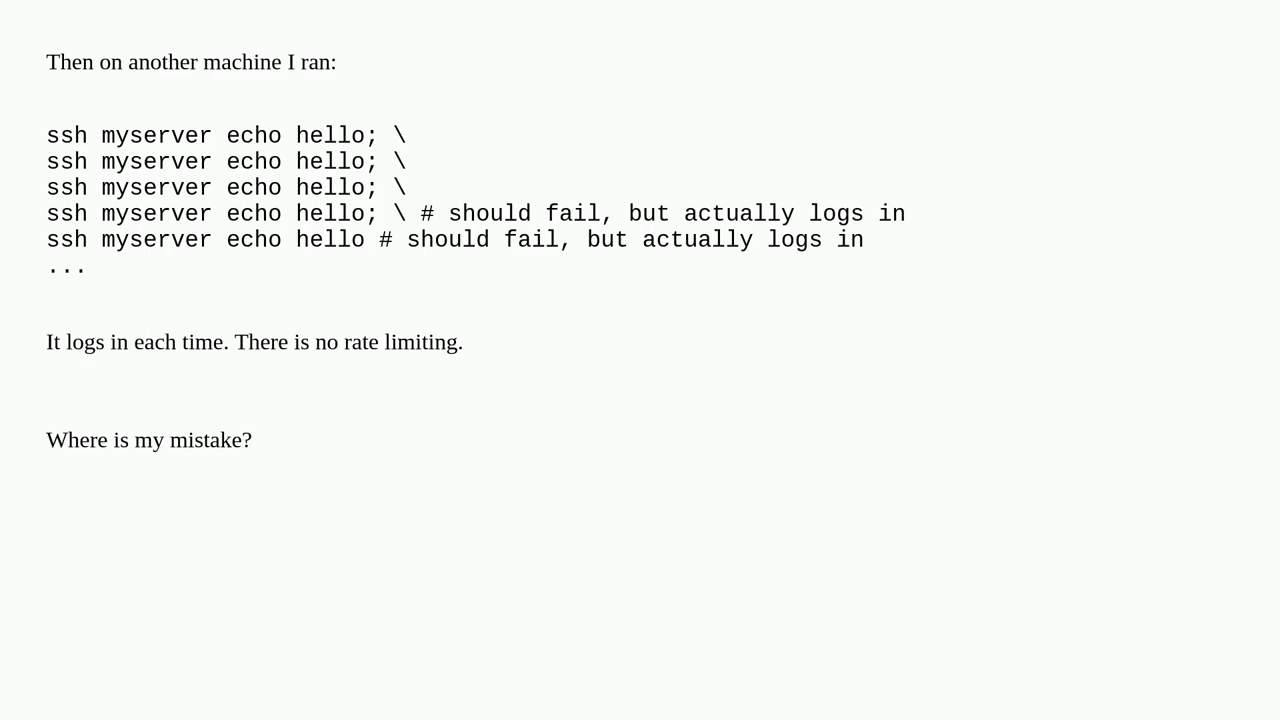 Then on another machine I ran:
ssh myserver echo hello; \
ssh myserver echo hello; \
ssh myserver echo hello; \
ssh myserver echo hello; \ # should fail, but actually logs in
ssh myserver echo hello # should fail, but actually logs in
...
It logs in each time. There is no rate limiting.
Where is my mistake?